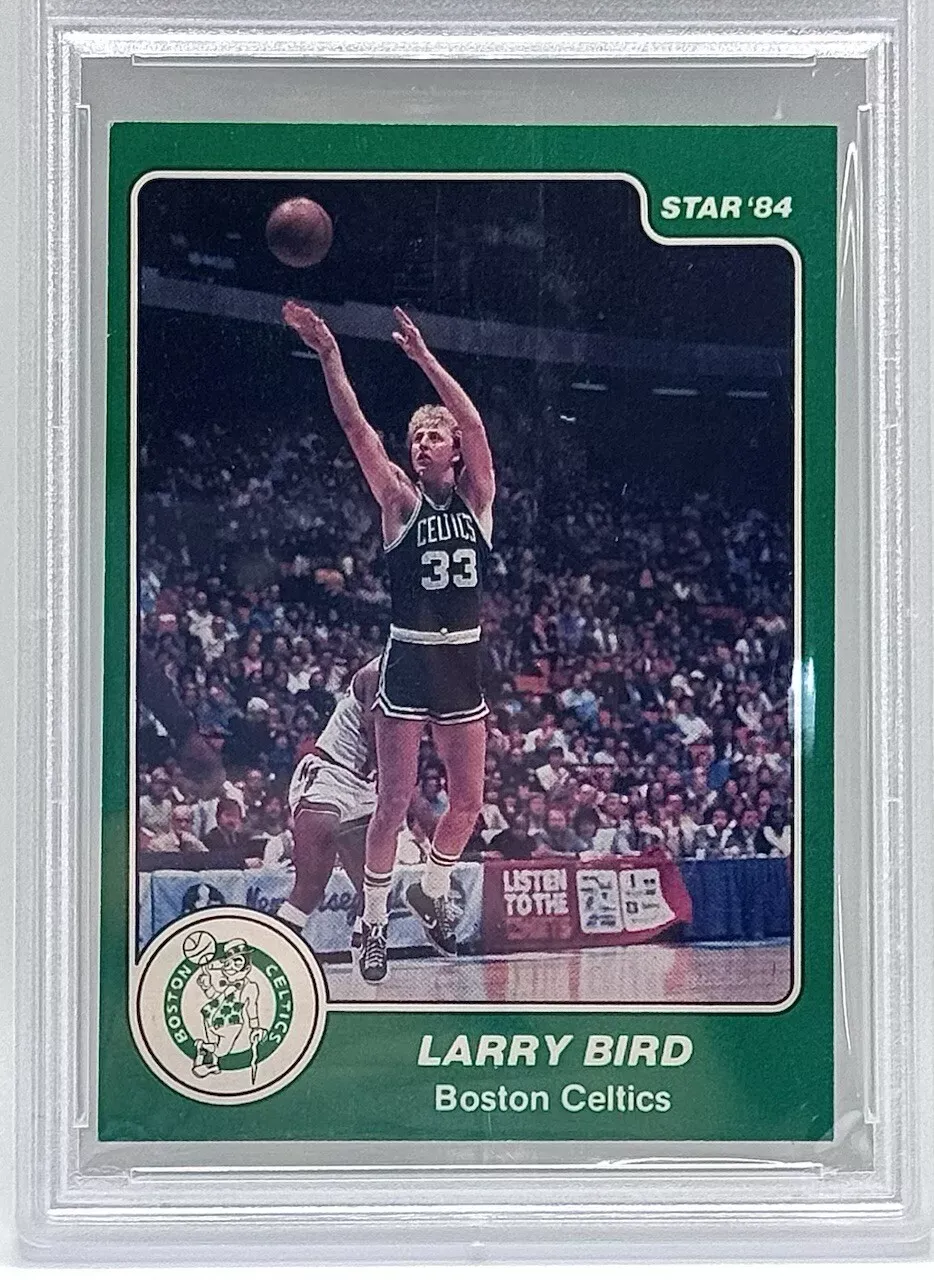 STAR '84
CELTICS
33
LISTEN
TO THE
BOSTON CELTICS
LARRY BIRD
Boston Celtics